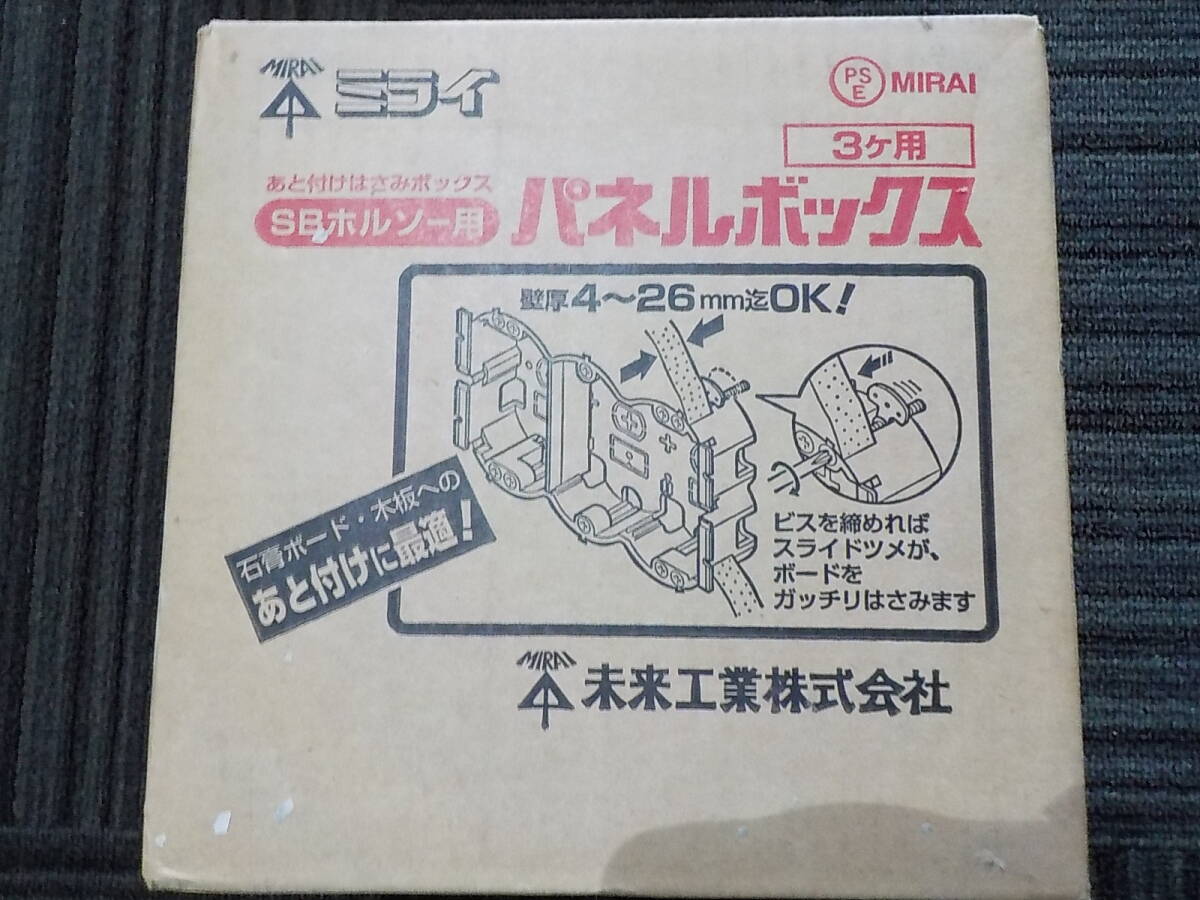 MIRAI ミライ
PS E MIRAI
3ヶ用
あと付けはさみボックス
SBホルソー用
パネルボックス
壁厚4〜26mm迄OK!
石膏ボード・木板への
あと付けに最適!
ビスを締めれば
スライドツメが、
ボードを
ガッチリはさみます
MIRAI 未来工業株式会社